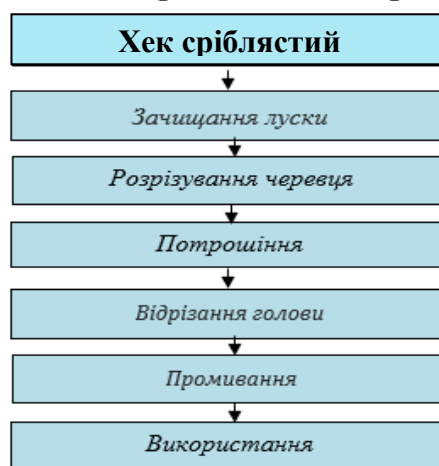 Хек сріблястий
Зачищання луски
Розрізування черевця
Потрошіння
Відрізання голови
Промивання
Використання